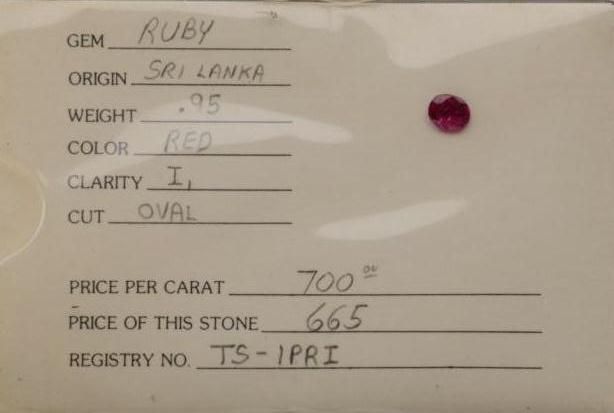 GEM RUBY
ORIGIN SRI LANKA
WEIGHT .95
COLOR RED
CLARITY I1
CUT OVAL
PRICE PER CARAT 700 00
PRICE OF THIS STONE 665
REGISTRY NO. TS-1PRI